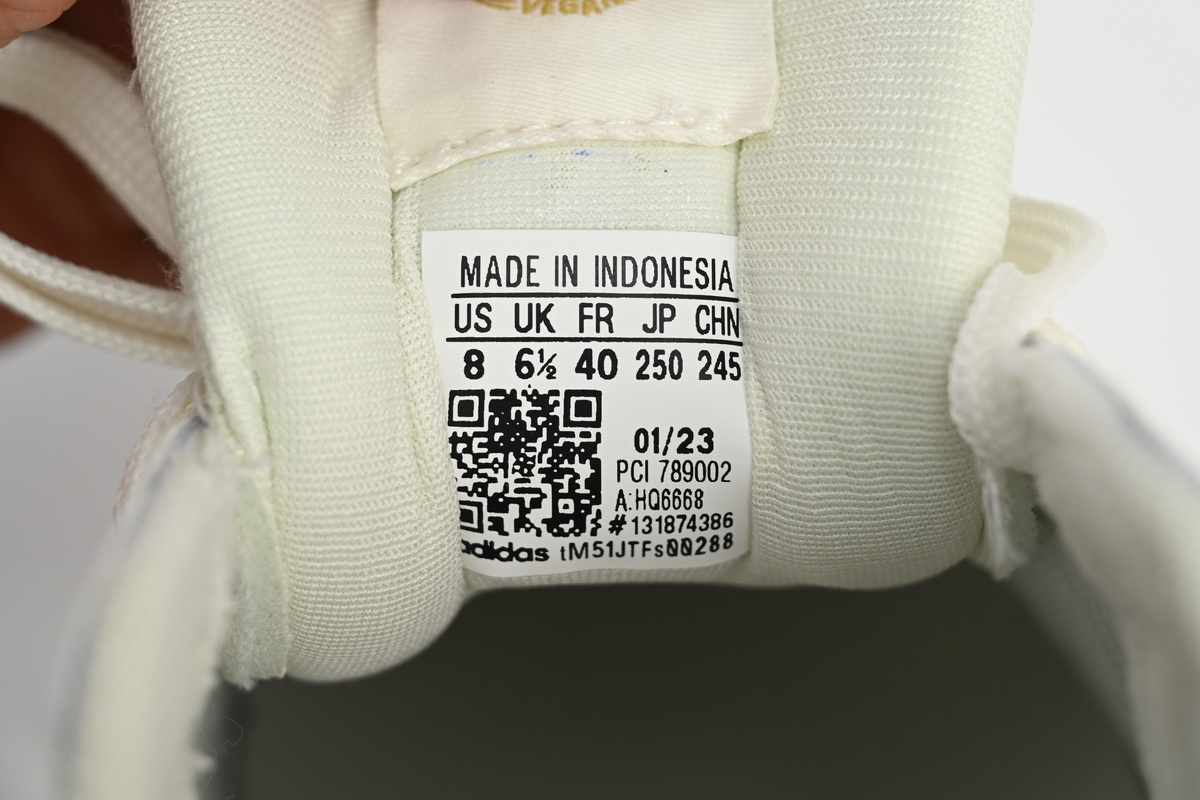 VEGAN
MADE IN INDONESIA
US UK FR JP CHN
8 6½ 40 250 245
01/23
PCI 789002
A:HQ6668
#131874386
adidas tM51JTFs00288